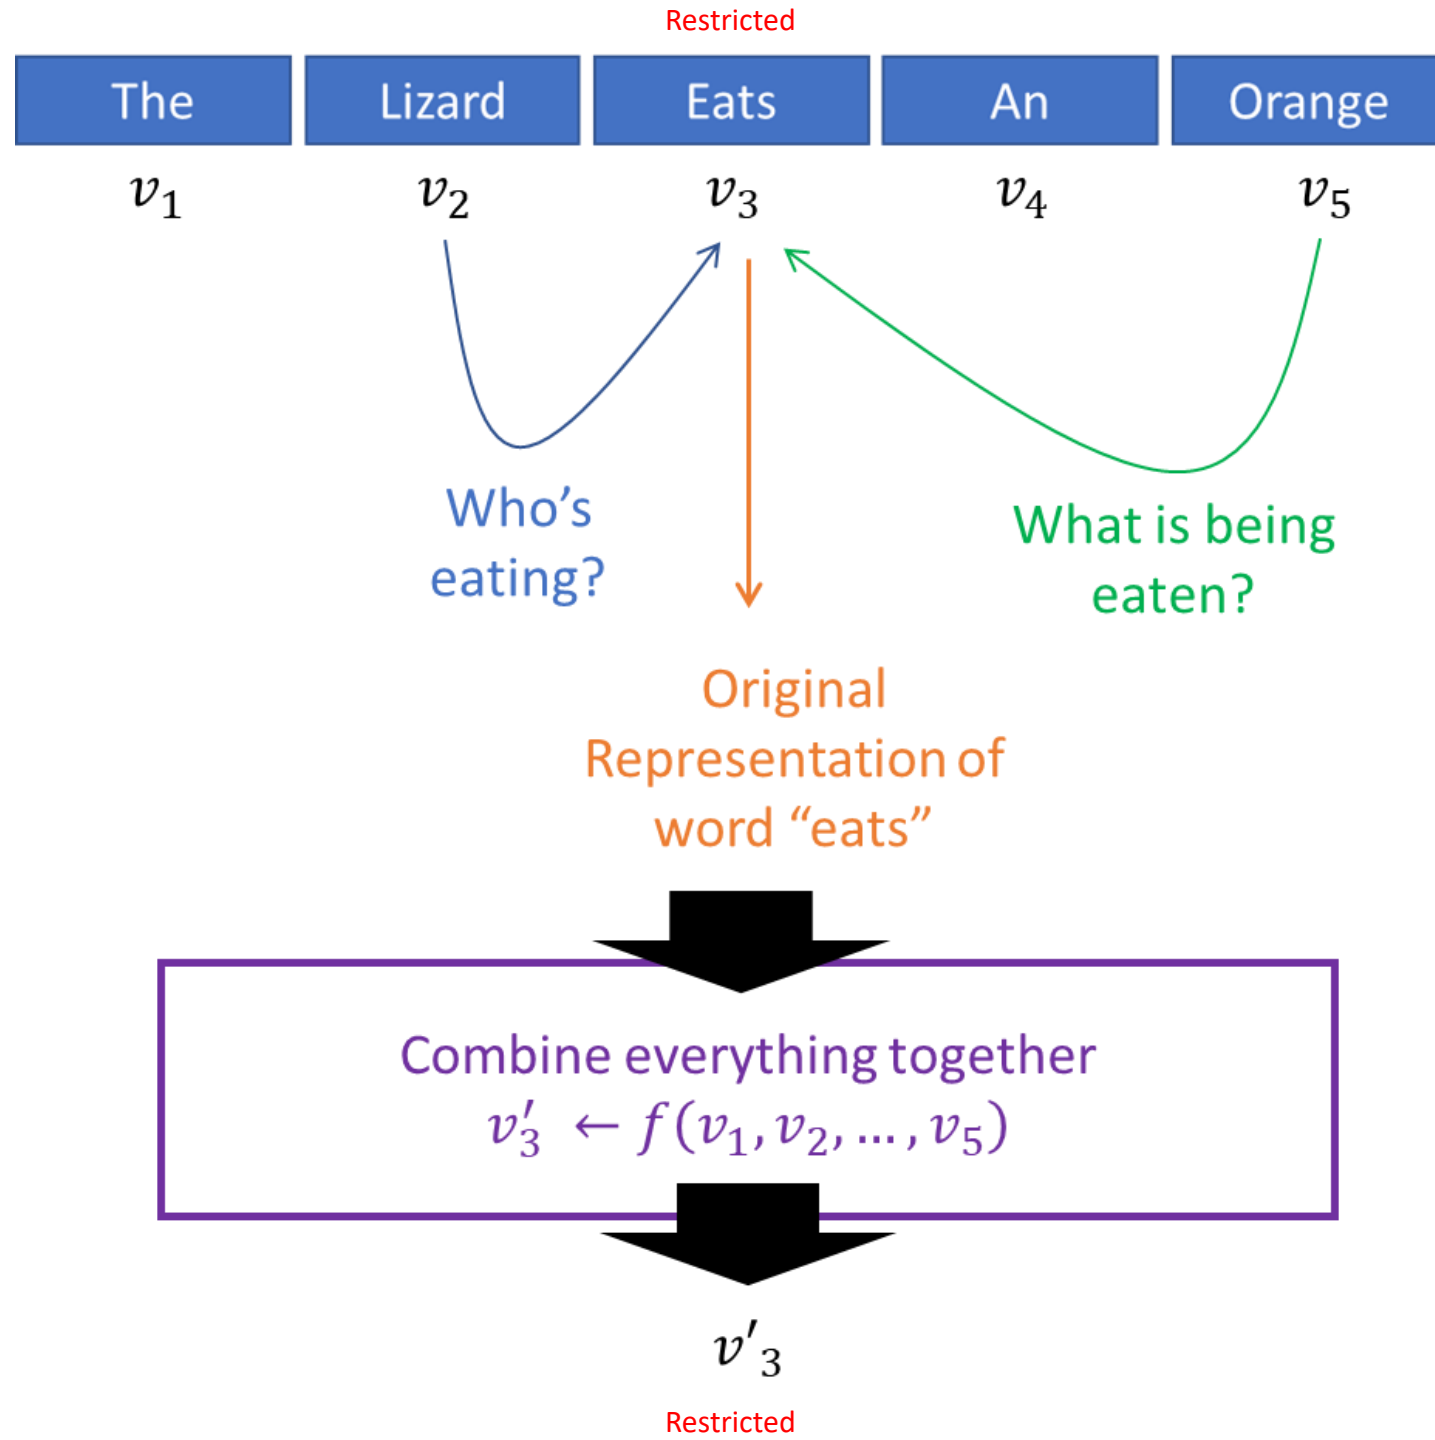 Restricted
The Lizard Eats An Orange
v₁ v₂ v₃ v₄ v₅
Who’s
eating?
What is being
eaten?
Original
Representation of
word “eats”
Combine everything together
v₃′ ← f(v₁, v₂, … , v₅)
v′₃
Restricted